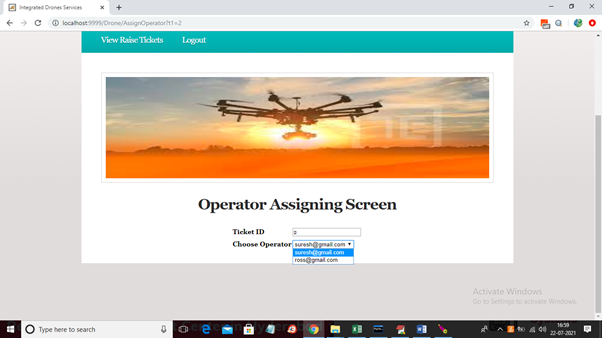 Integrated Drones Services
localhost:9999/Drone/AssignOperator?t1=2
View Raise Tickets Logout
Operator Assigning Screen
Ticket ID 2
Choose Operator suresh@gmail.com
suresh@gmail.com
ross@gmail.com
Activate Windows
Go to Settings to activate Windows.
Type here to search
16:59
22-07-2021